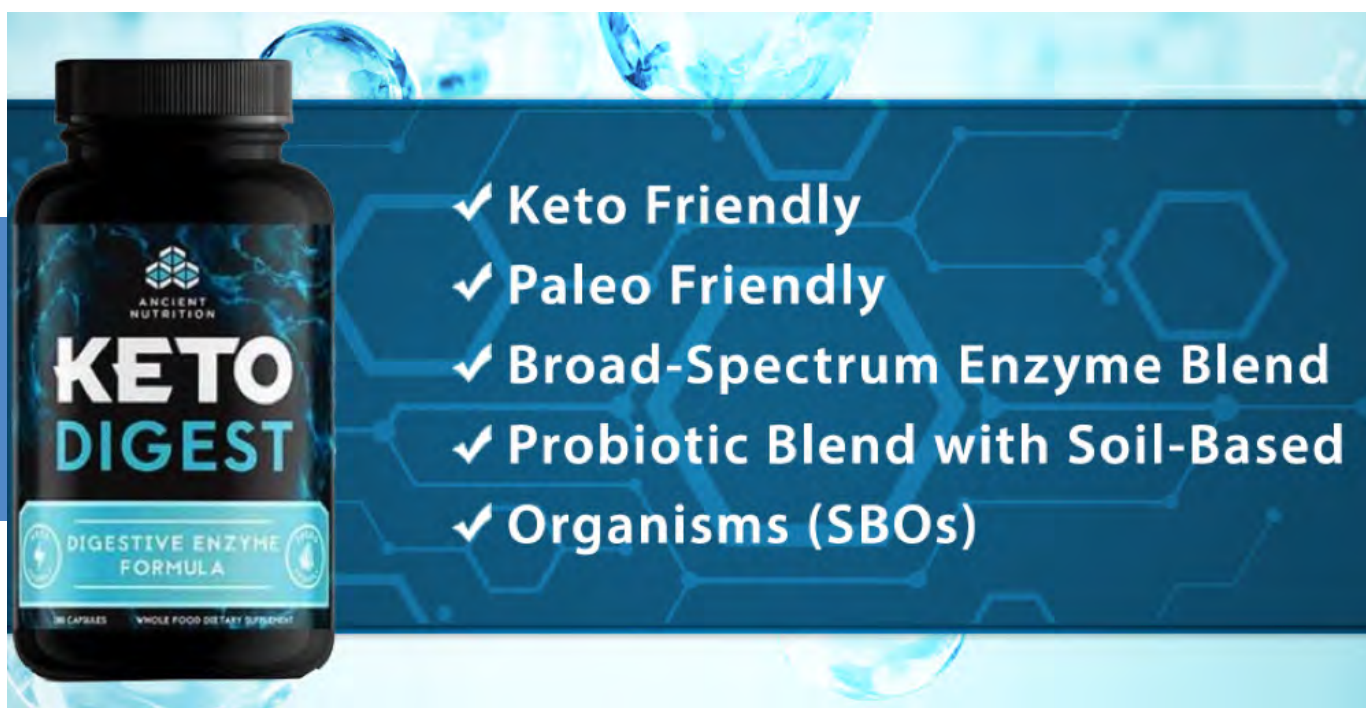 ANCIENT
NUTRITION
KETO
DIGEST
DIGESTIVE ENZYME
FORMULA
CAPSULES WHOLE FOOD DIETARY SUPPLEMENT
✓ Keto Friendly
✓ Paleo Friendly
✓ Broad-Spectrum Enzyme Blend
✓ Probiotic Blend with Soil-Based
✓ Organisms (SBOs)